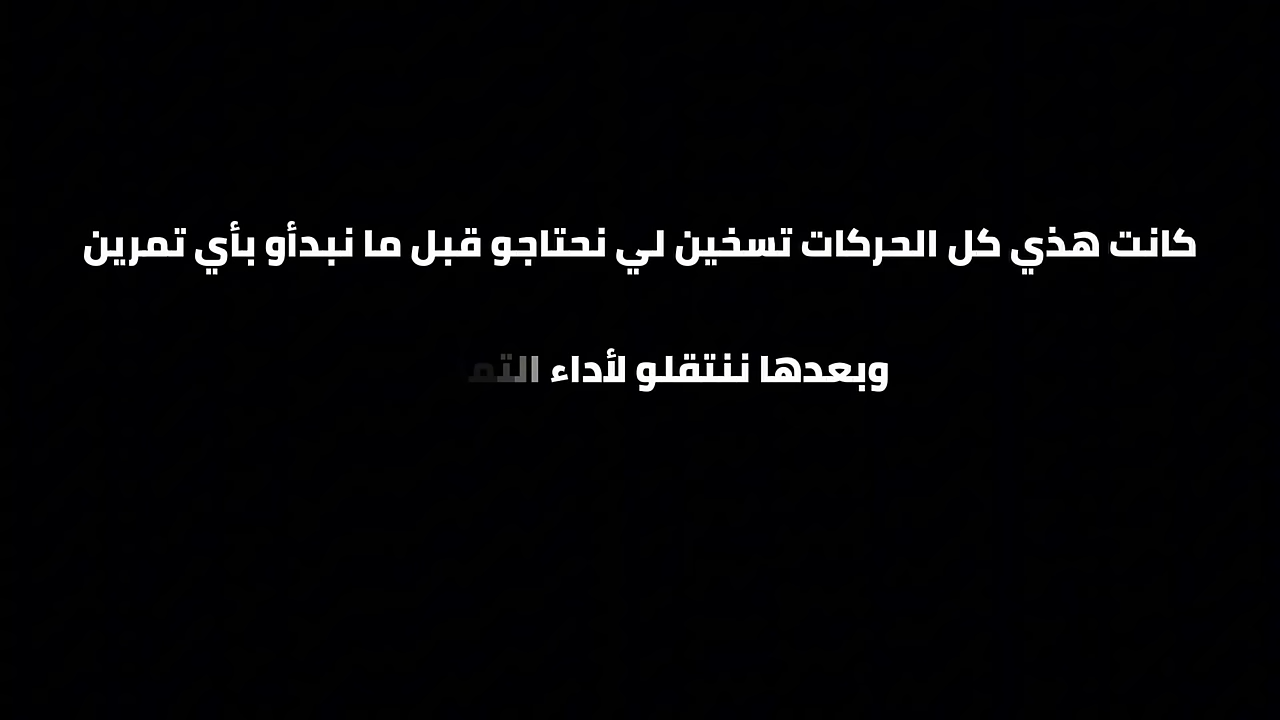 كانت هذي كل الحركات تسخين لي نحتاجو قبل ما نبدأو بأي تمرين
وبعدها ننتقلو لأداء